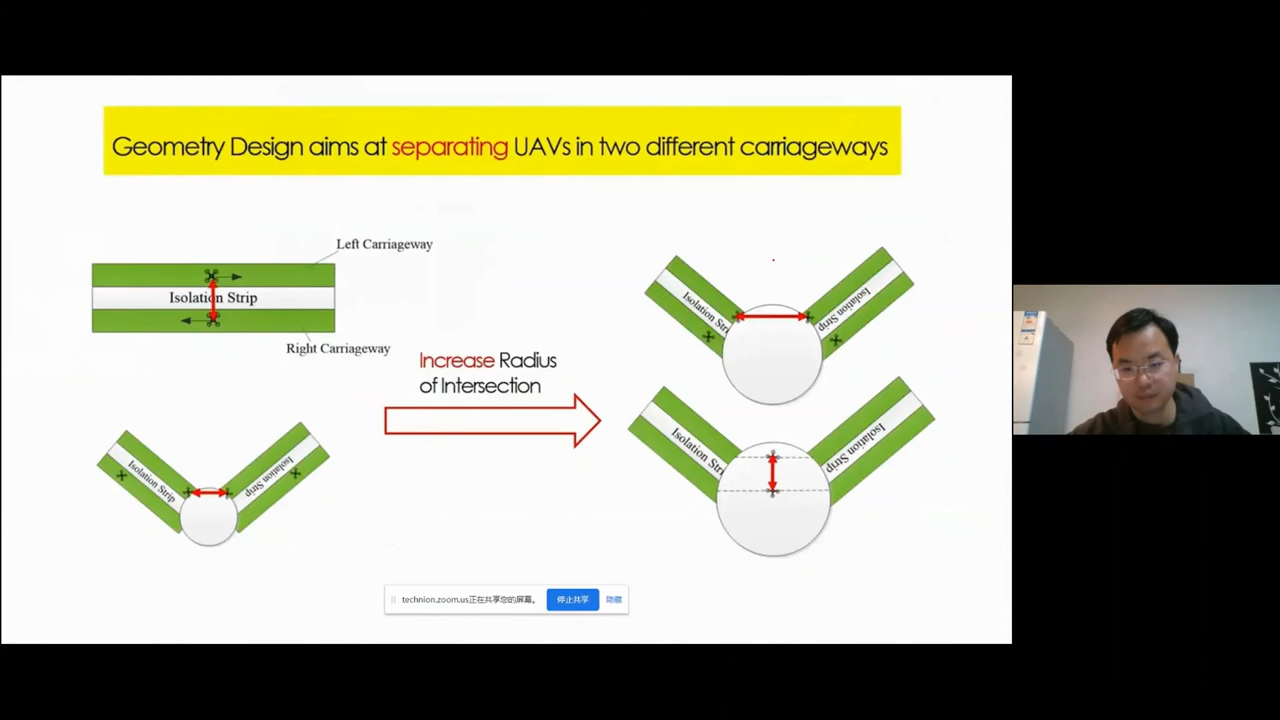 Geometry Design aims at separating UAVs in two different carriageways
Left Carriageway
Isolation Strip
Right Carriageway
Increase Radius
of Intersection
Isolation Strip
Isolation Strip
Isolation Stri
Isolation Strip
Isolation Stri
Isolation Strip
technion.zoom.us正在共享您的屏幕。
停止共享
隐藏